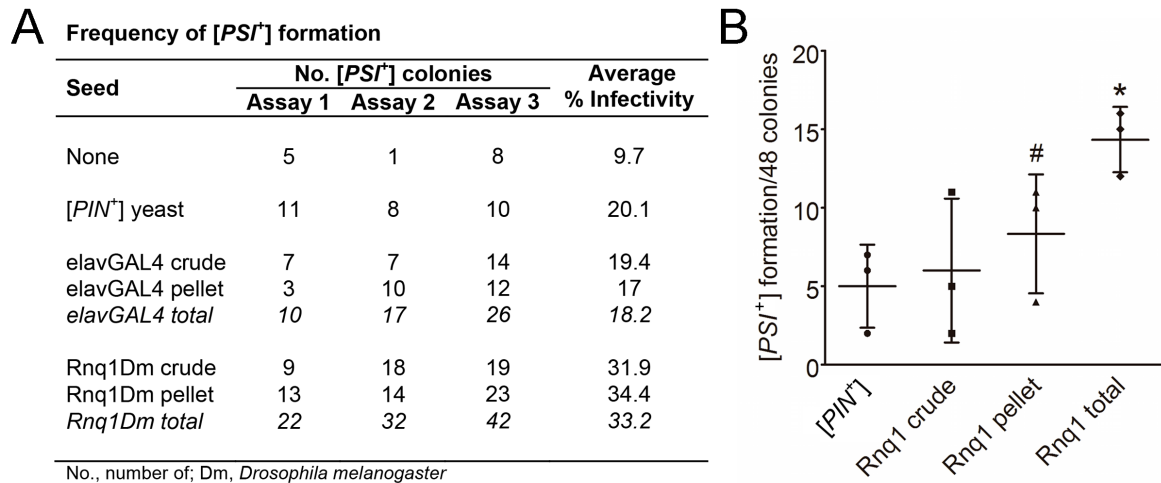 A
Frequency of [PSI+] formation
Seed No. [PSI+] colonies Average % Infectivity
Assay 1 Assay 2 Assay 3
None 5 1 8 9.7
[PIN+] yeast 11 8 10 20.1
elavGAL4 crude 7 7 14 19.4
elavGAL4 pellet 3 10 12 17
elavGAL4 total 10 17 26 18.2
Rnq1Dm crude 9 18 19 31.9
Rnq1Dm pellet 13 14 23 34.4
Rnq1Dm total 22 32 42 33.2
No., number of; Dm, Drosophila melanogaster
B
[PSI+] formation/48 colonies
20
15
10
5
0
#
*
[PIN+]
Rnq1 crude
Rnq1 pellet
Rnq1 total